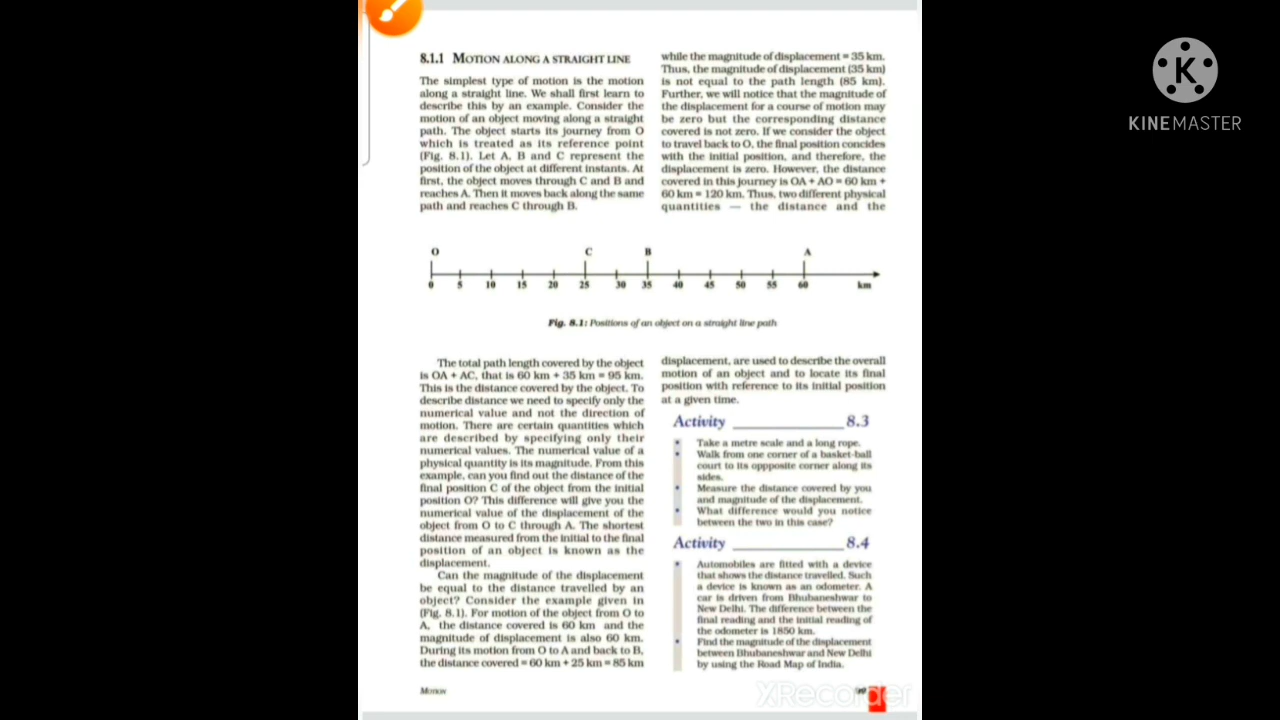 8.1.1 MOTION ALONG A STRAIGHT LINE
The simplest type of motion is the motion
along a straight line. We shall first learn to
describe this by an example. Consider the
motion of an object moving along a straight
path. The object starts its journey from O
which is treated as its reference point
(Fig. 8.1). Let A, B and C represent the
position of the object at different instants. At
first, the object moves through C and B and
reaches A. Then it moves back along the same
path and reaches C through B.
while the magnitude of displacement = 35 km.
Thus, the magnitude of displacement (35 km)
is not equal to the path length (85 km).
Further, we will notice that the magnitude of
the displacement for a course of motion may
be zero but the corresponding distance
covered is not zero. If we consider the object
to travel back to O, the final position concides
with the initial position, and therefore, the
displacement is zero. However, the distance
covered in this journey is OA + AO = 60 km +
60 km = 120 km. Thus, two different physical
quantities — the distance and the
O C B A
0 5 10 15 20 25 30 35 40 45 50 55 60 km
Fig. 8.1: Positions of an object on a straight line path
The total path length covered by the object
is OA + AC, that is 60 km + 35 km = 95 km.
This is the distance covered by the object. To
describe distance we need to specify only the
numerical value and not the direction of
motion. There are certain quantities which
are described by specifying only their
numerical values. The numerical value of a
physical quantity is its magnitude. From this
example, can you find out the distance of the
final position C of the object from the initial
position O? This difference will give you the
numerical value of the displacement of the
object from O to C through A. The shortest
distance measured from the initial to the final
position of an object is known as the
displacement.
Can the magnitude of the displacement
be equal to the distance travelled by an
object? Consider the example given in
(Fig. 8.1). For motion of the object from O to
A, the distance covered is 60 km and the
magnitude of displacement is also 60 km.
During its motion from O to A and back to B,
the distance covered = 60 km + 25 km = 85 km
displacement, are used to describe the overall
motion of an object and to locate its final
position with reference to its initial position
at a given time.
Activity ____________ 8.3
• Take a metre scale and a long rope.
• Walk from one corner of a basket-ball
court to its oppposite corner along its
sides.
• Measure the distance covered by you
and magnitude of the displacement.
• What difference would you notice
between the two in this case?
Activity ____________ 8.4
• Automobiles are fitted with a device
that shows the distance travelled. Such
a device is known as an odometer. A
car is driven from Bhubaneshwar to
New Delhi. The difference between the
final reading and the initial reading of
the odometer is 1850 km.
• Find the magnitude of the displacement
between Bhubaneshwar and New Delhi
by using the Road Map of India.
MOTION
XRecorder
K
KINEMASTER